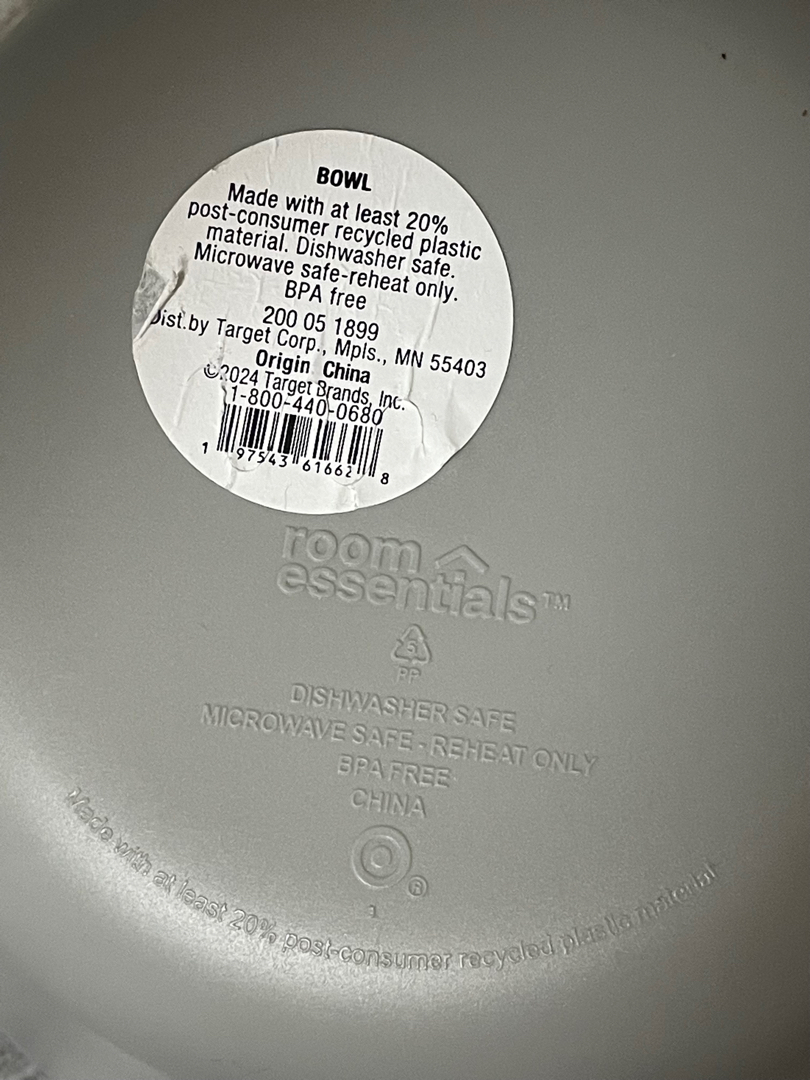 BOWL
Made with at least 20%
post-consumer recycled plastic
material. Dishwasher safe.
Microwave safe-reheat only.
BPA free
200 05 1899
Dist.by Target Corp., Mpls., MN 55403
Origin China
©2024 Target Brands, Inc.
1-800-440-0680
1 97543 61662 8
room
essentials™
5
PP
DISHWASHER SAFE
MICROWAVE SAFE - REHEAT ONLY
BPA FREE
CHINA
®
1
Made with at least 20% post-consumer recycled plastic material